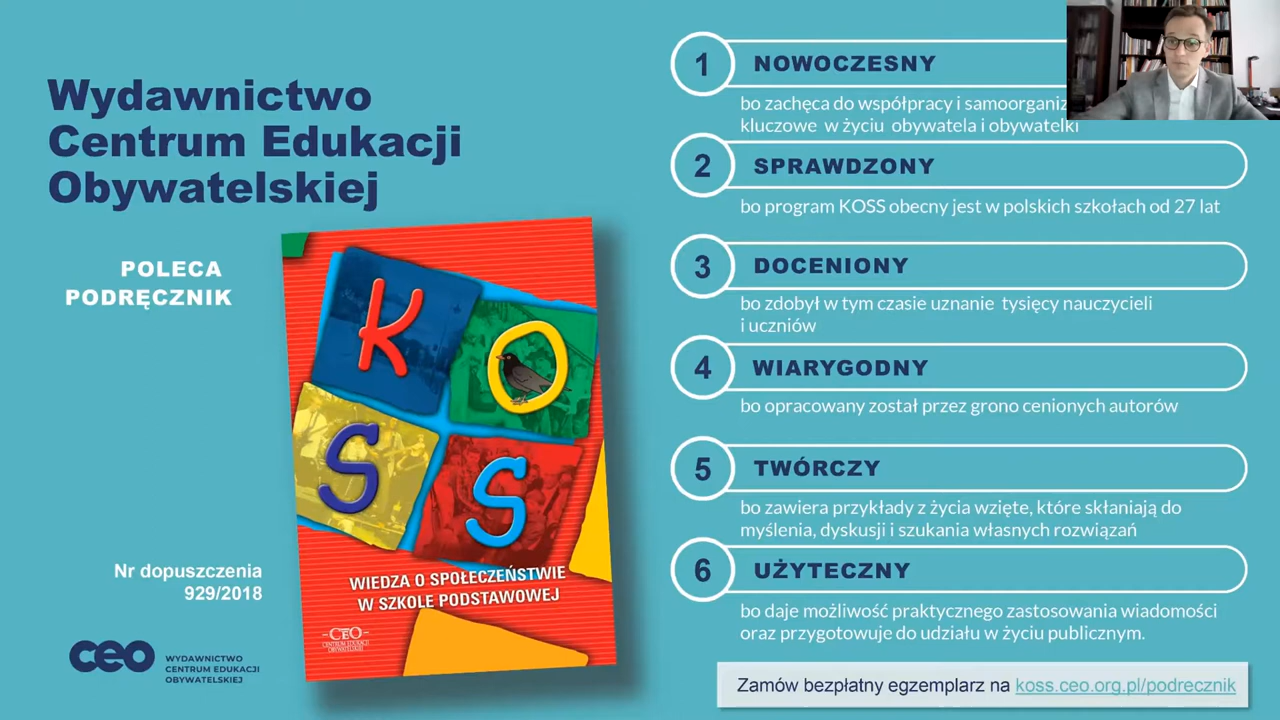 Wydawnictwo
Centrum Edukacji
Obywatelskiej
POLECA
PODRĘCZNIK
K
O
S
S
WIEDZA O SPOŁECZEŃSTWIE
W SZKOLE PODSTAWOWEJ
CEO
CENTRUM EDUKACJI
OBYWATELSKIEJ
Nr dopuszczenia
929/2018
ceo
WYDAWNICTWO
CENTRUM EDUKACJI
OBYWATELSKIEJ
1 NOWOCZESNY
bo zachęca do współpracy i samoorganiz
kluczowe w życiu obywatela i obywatelki
2 SPRAWDZONY
bo program KOSS obecny jest w polskich szkołach od 27 lat
3 DOCENIONY
bo zdobył w tym czasie uznanie tysięcy nauczycieli
i uczniów
4 WIARYGODNY
bo opracowany został przez grono cenionych autorów
5 TWÓRCZY
bo zawiera przykłady z życia wzięte, które skłaniają do
myślenia, dyskusji i szukania własnych rozwiązań
6 UŻYTECZNY
bo daje możliwość praktycznego zastosowania wiadomości
oraz przygotowuje do udziału w życiu publicznym.
Zamów bezpłatny egzemplarz na koss.ceo.org.pl/podrecznik